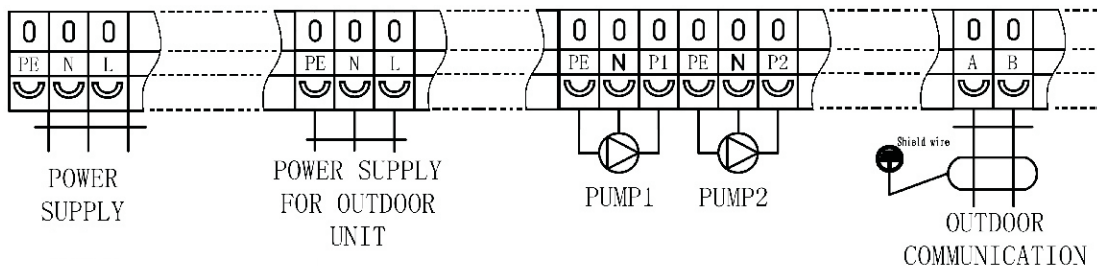 0 0 0 0 0 0 0 0 0 0 0 0 0 0
PE N L PE N L PE N P1 PE N P2 A B
Shield wire
POWER
SUPPLY
POWER SUPPLY
FOR OUTDOOR
UNIT
PUMP1
PUMP2
OUTDOOR
COMMUNICATION